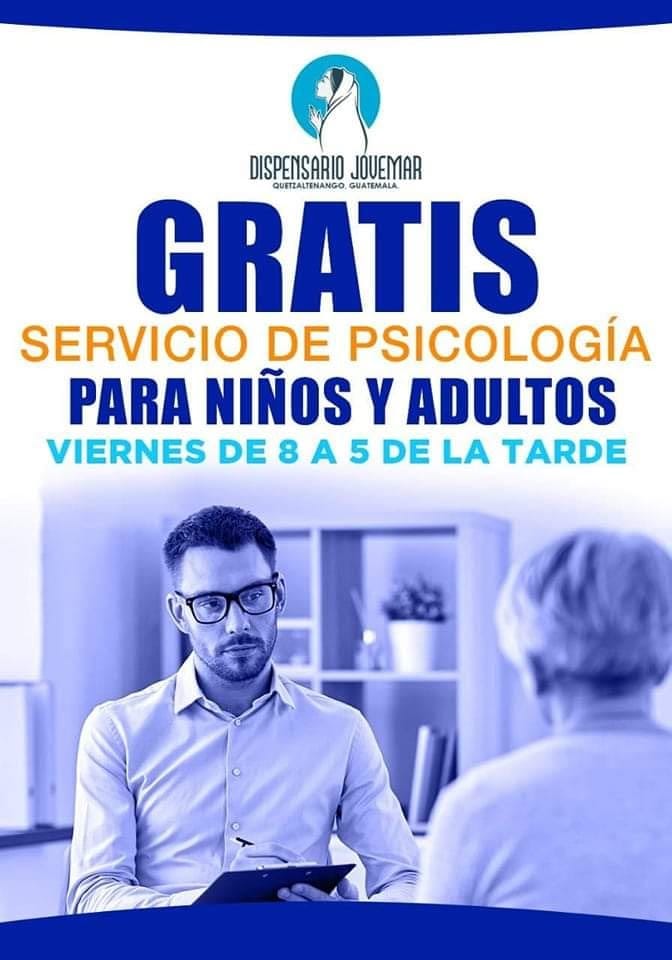 DISPENSARIO JOVEMAR
QUETZALTENANGO, GUATEMALA.
GRATIS
SERVICIO DE PSICOLOGÍA
PARA NIÑOS Y ADULTOS
VIERNES DE 8 A 5 DE LA TARDE